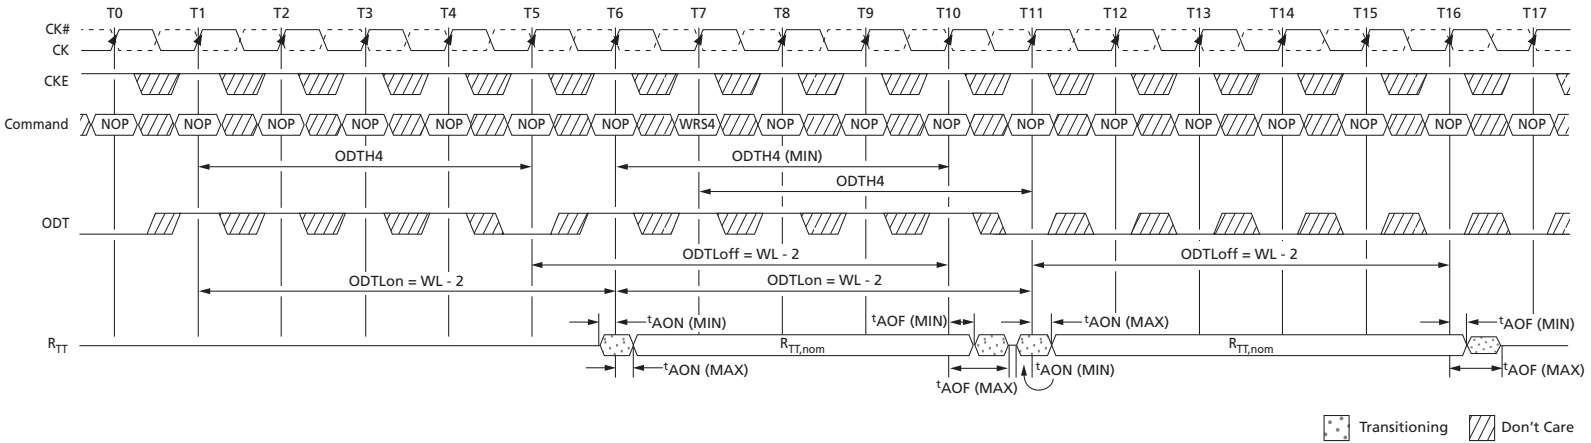 T0 T1 T2 T3 T4 T5 T6 T7 T8 T9 T10 T11 T12 T13 T14 T15 T16 T17
CK#
CK
CKE
Command NOP NOP NOP NOP NOP NOP NOP WRS4 NOP NOP NOP NOP NOP NOP NOP NOP NOP NOP
ODTH4 ODTH4 (MIN)
ODTH4
ODT
ODTLoff = WL - 2 ODTLoff = WL - 2
ODTLon = WL - 2 ODTLon = WL - 2
tAON (MIN) tAOF (MIN) tAON (MAX) tAOF (MIN)
RTT RTT,nom RTT,nom
tAON (MAX) tAON (MIN) tAOF (MAX)
tAOF (MAX)
Transitioning Don't Care